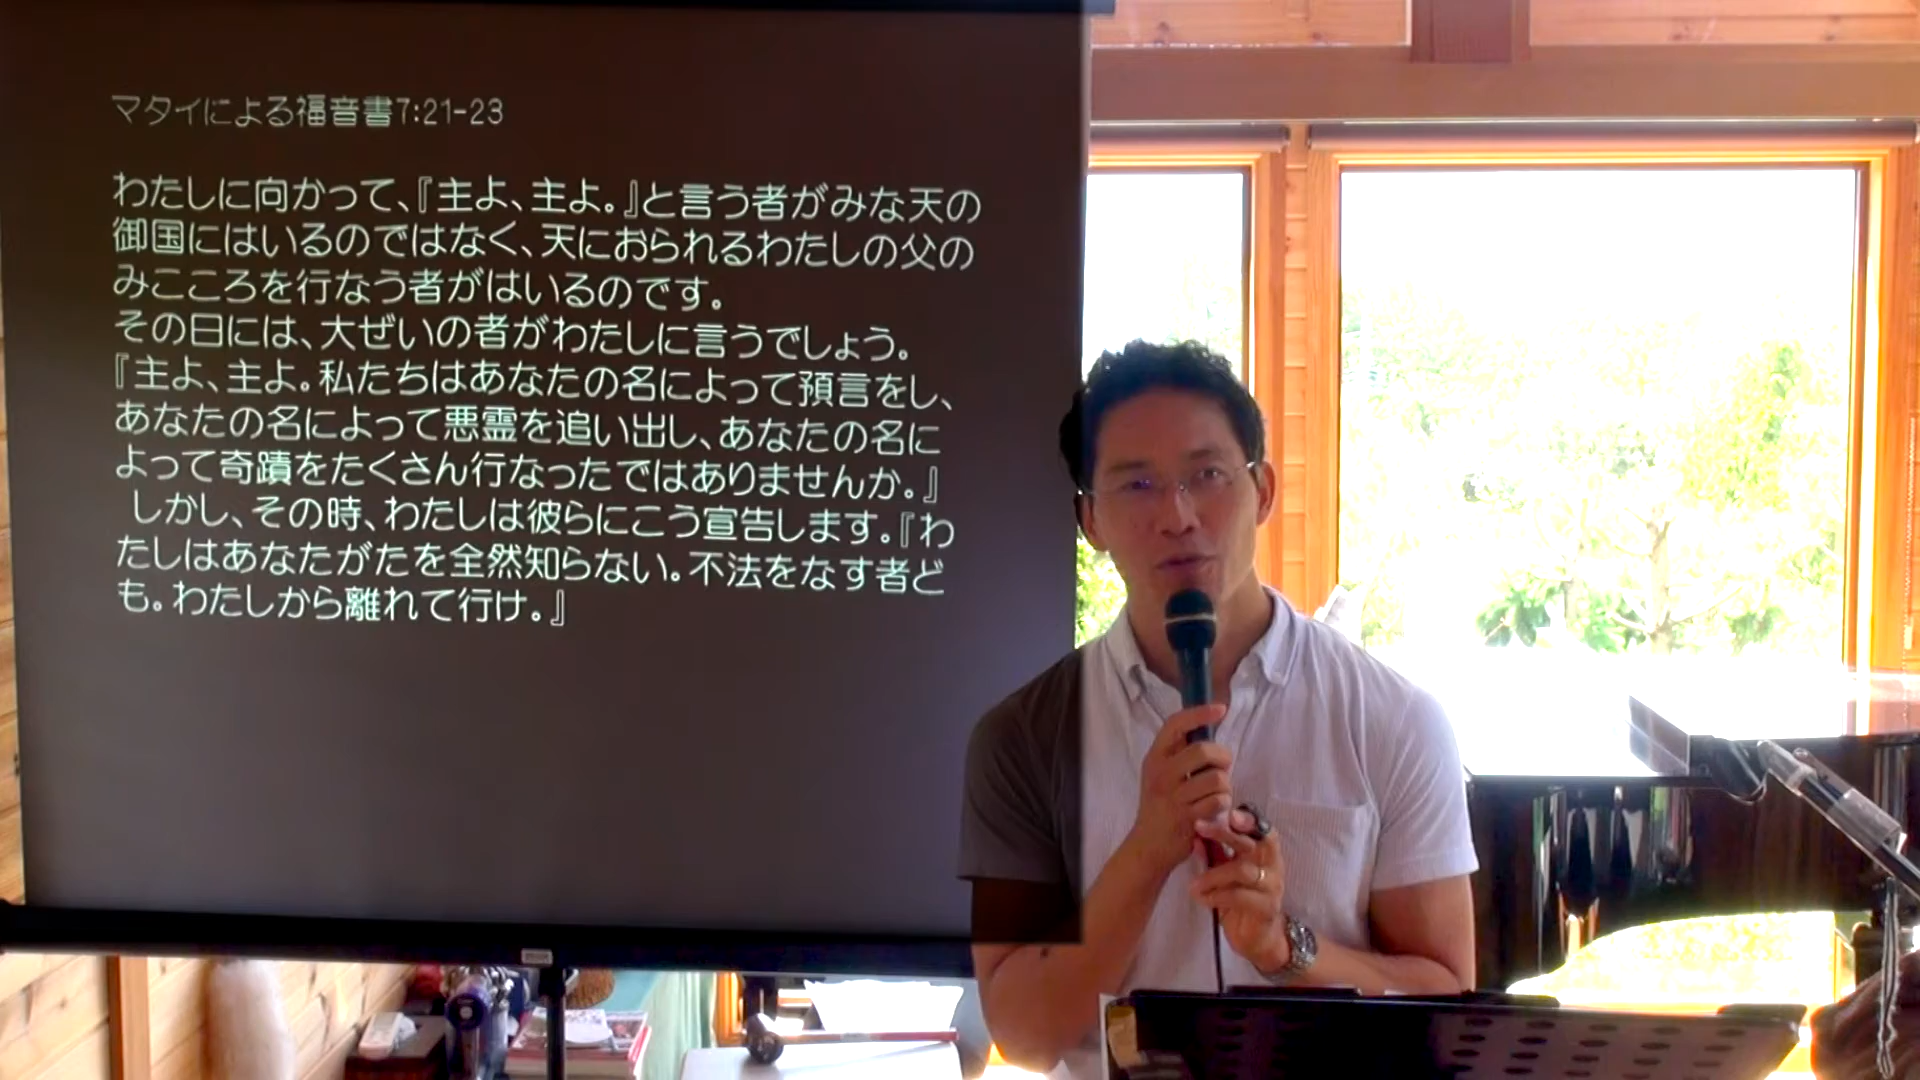 マタイによる福音書7:21-23
わたしに向かって、『主よ、主よ。』と言う者がみな天の
御国にはいるのではなく、天におられるわたしの父の
みこころを行なう者がはいるのです。
その日には、大ぜいの者がわたしに言うでしょう。
『主よ、主よ。私たちはあなたの名によって預言をし、
あなたの名によって悪霊を追い出し、あなたの名に
よって奇蹟をたくさん行なったではありませんか。』
しかし、その時、わたしは彼らにこう宣告します。『わ
たしはあなたがたを全然知らない。不法をなす者ど
も。わたしから離れて行け。』